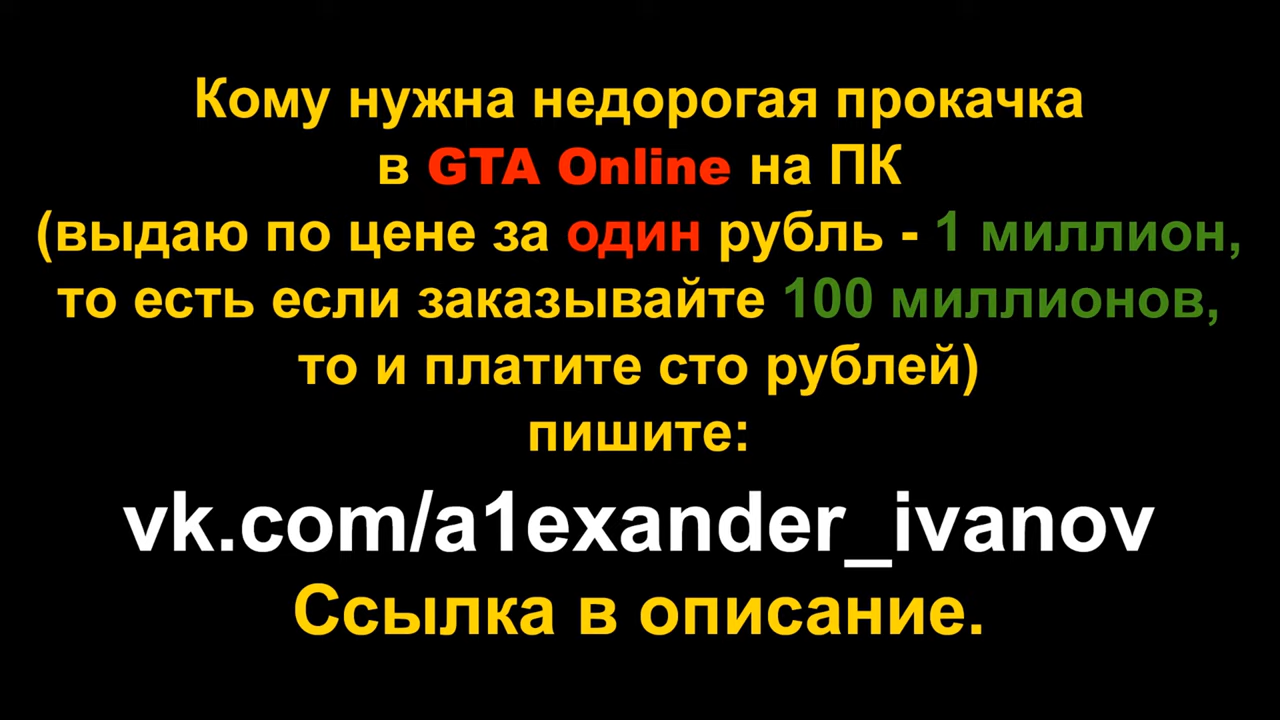 Кому нужна недорогая прокачка
в GTA Online на ПК
(выдаю по цене за один рубль - 1 миллион,
то есть если заказывайте 100 миллионов,
то и платите сто рублей)
пишите:
vk.com/a1exander_ivanov
Ссылка в описание.